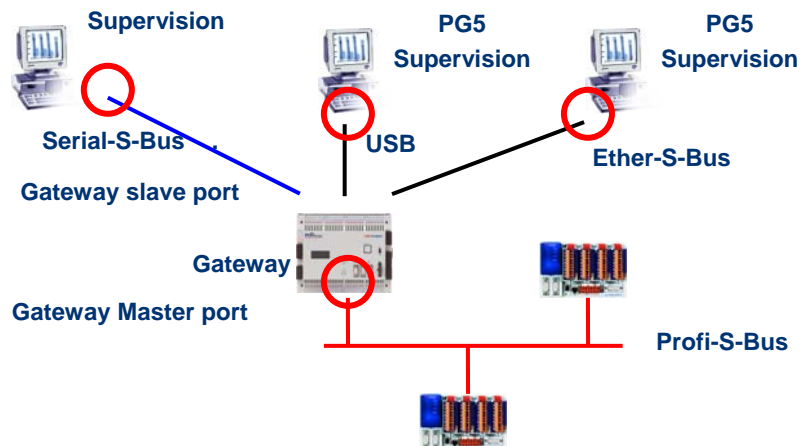 Supervision
PG5
Supervision
PG5
Supervision
Serial-S-Bus .
USB
Ether-S-Bus
Gateway slave port
Gateway
Gateway Master port
Profi-S-Bus